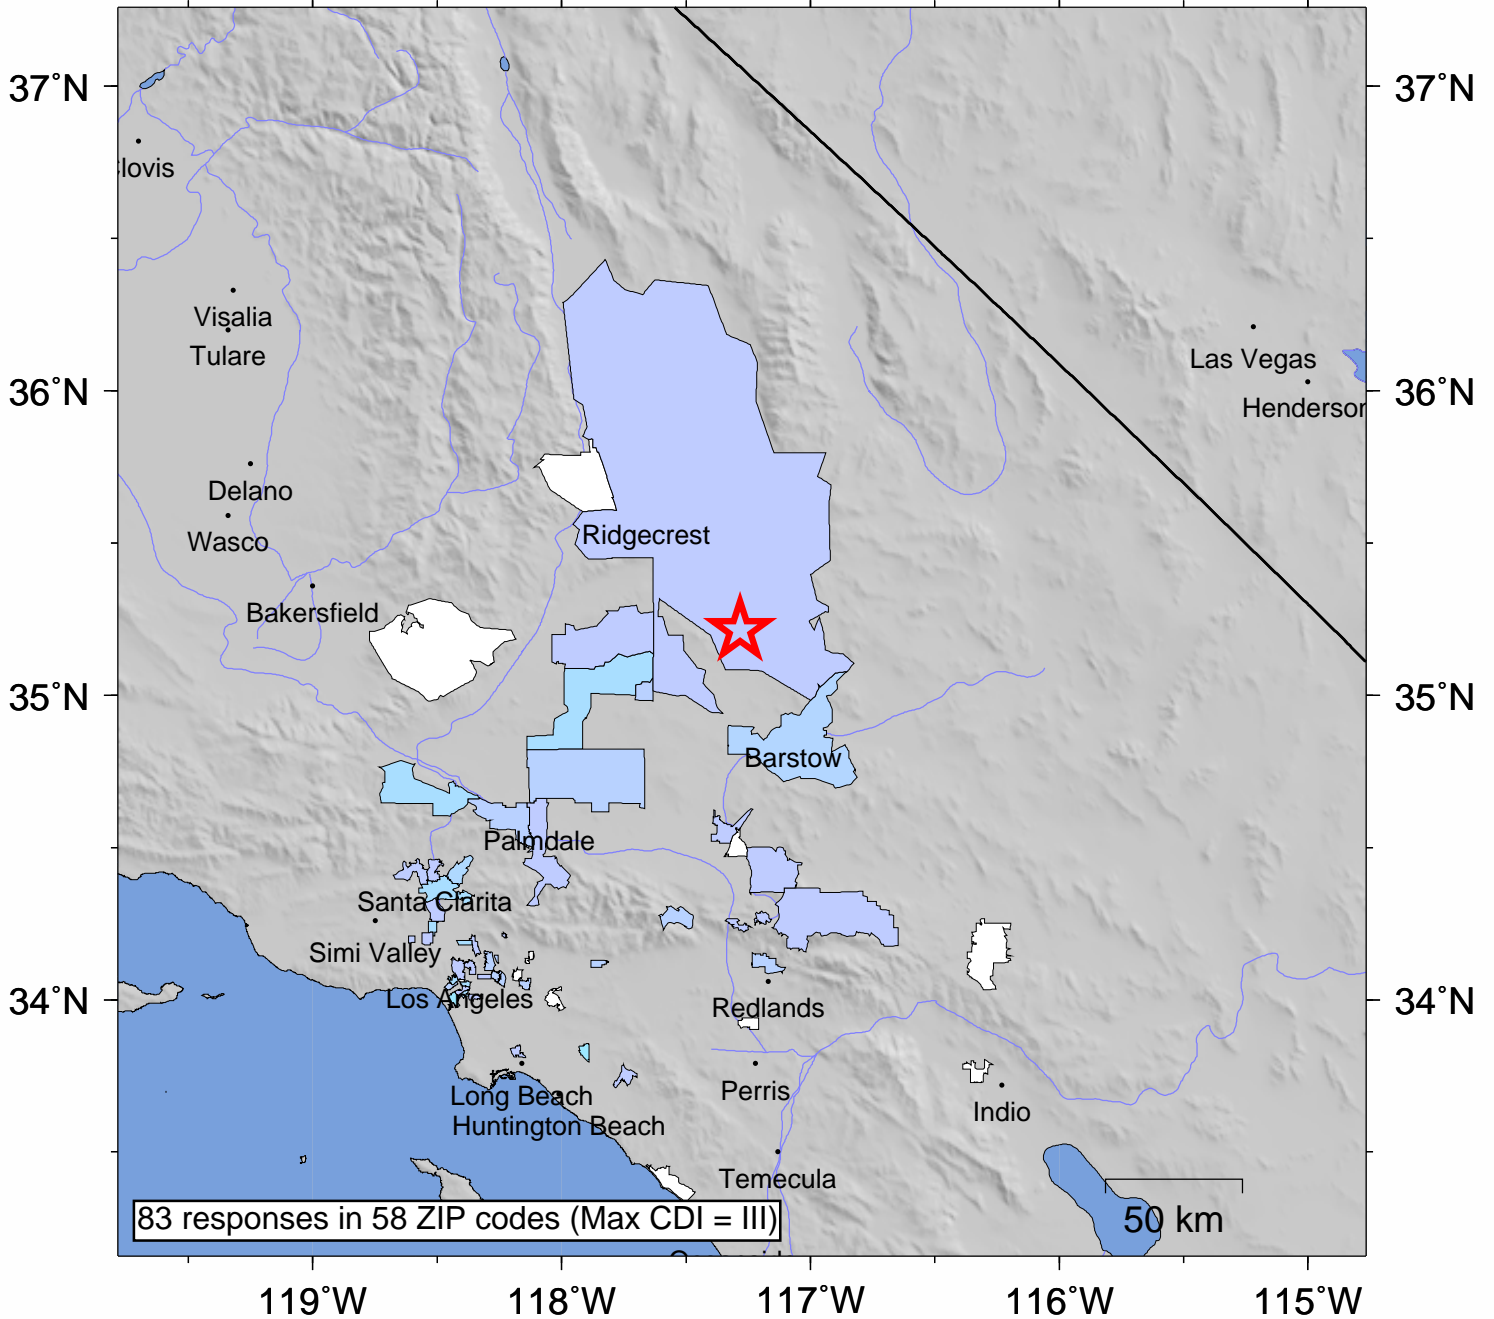 37°N
37°N
Clovis
Visalia
Tulare
Las Vegas
36°N
36°N
Henderson
Delano
Ridgecrest
Wasco
Bakersfield
35°N
35°N
Barstow
Palmdale
Santa Clarita
Simi Valley
Los Angeles
34°N
34°N
Redlands
Long Beach
Perris
Indio
Huntington Beach
Temecula
83 responses in 58 ZIP codes (Max CDI = III)
50 km
119°W
118°W
117°W
116°W
115°W